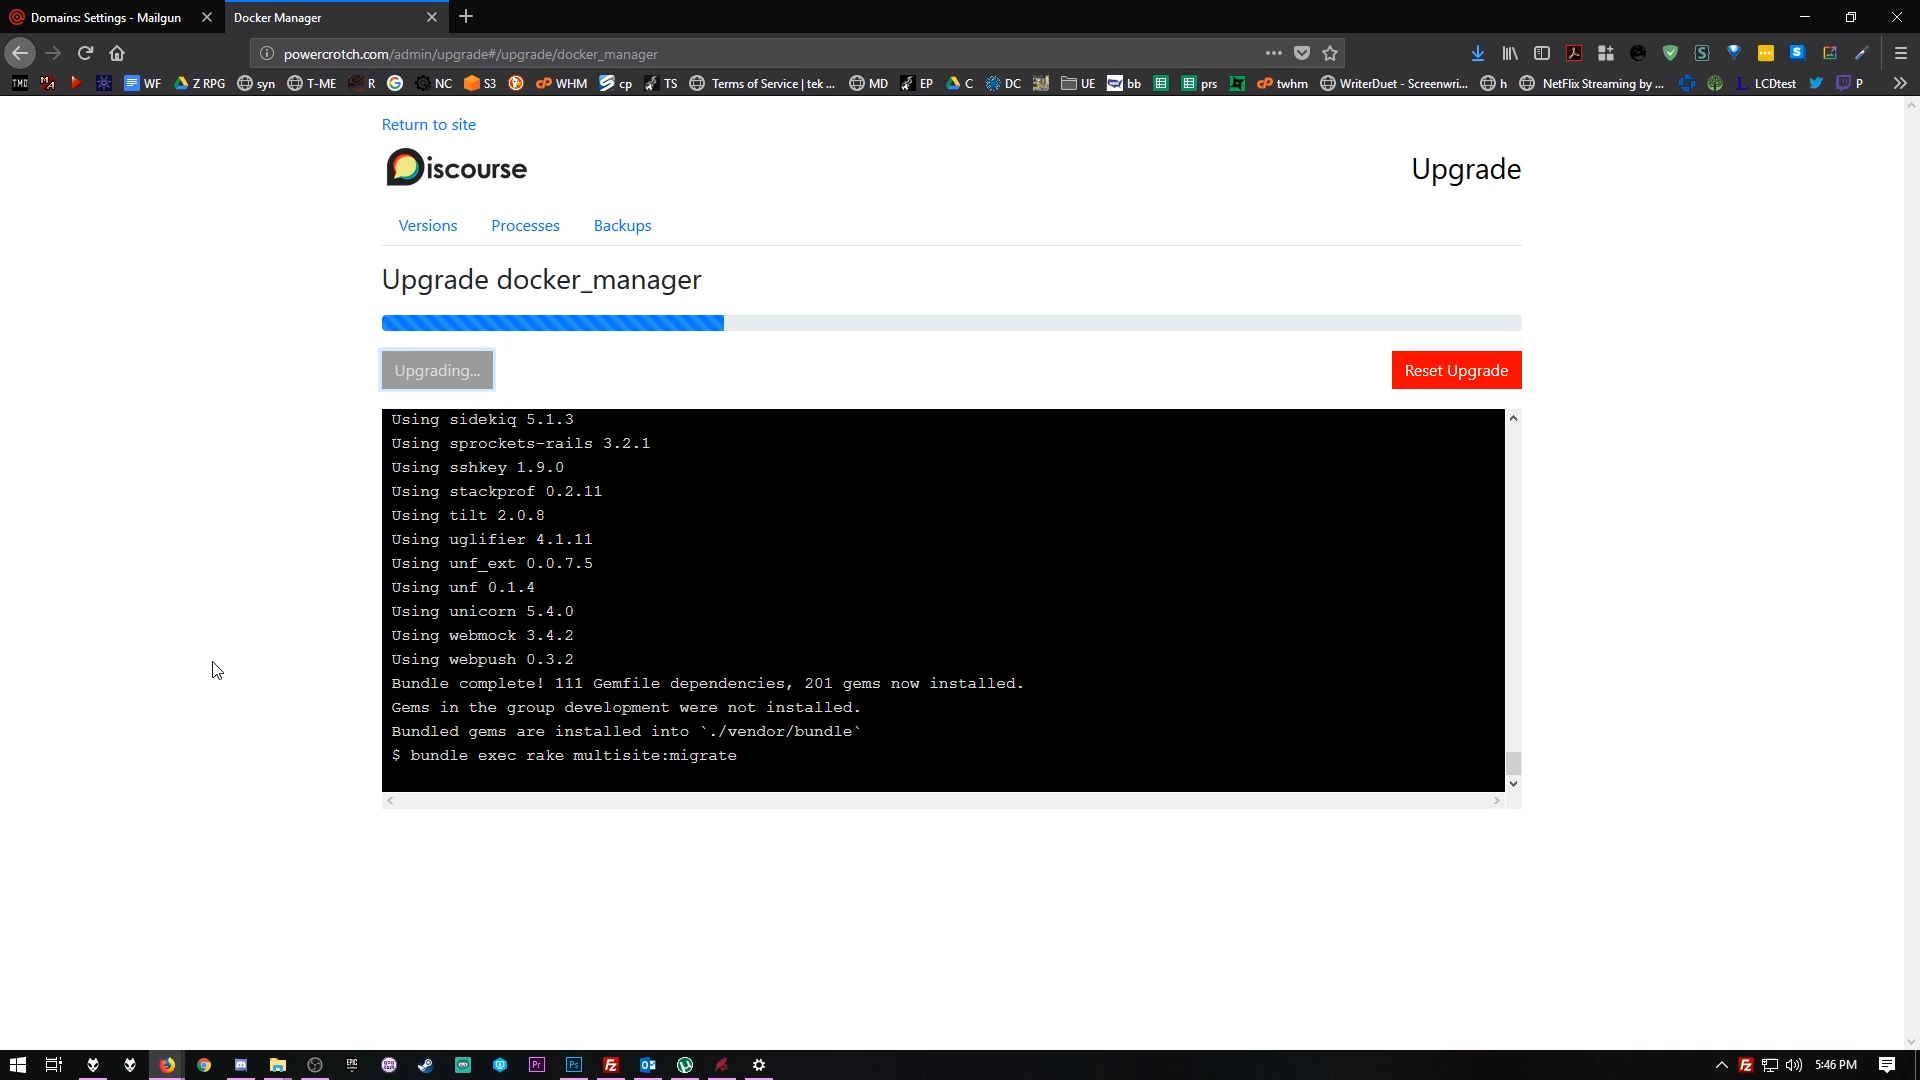 Domains: Settings - Mailgun
Docker Manager
powercrotch.com/admin/upgrade#/upgrade/docker_manager
TMD
WF
Z RPG
syn
T-ME
R
NC
S3
WHM
cp
TS
Terms of Service | tek ...
MD
EP
C
DC
UE
bb
prs
twhm
WriterDuet - Screenwri...
h
NetFlix Streaming by ...
LCDtest
P
Return to site
iscourse
Upgrade
Versions
Processes
Backups
Upgrade docker_manager
Upgrading...
Reset Upgrade
Using sidekiq 5.1.3
Using sprockets-rails 3.2.1
Using sshkey 1.9.0
Using stackprof 0.2.11
Using tilt 2.0.8
Using uglifier 4.1.11
Using unf_ext 0.0.7.5
Using unf 0.1.4
Using unicorn 5.4.0
Using webmock 3.4.2
Using webpush 0.3.2
Bundle complete! 111 Gemfile dependencies, 201 gems now installed.
Gems in the group development were not installed.
Bundled gems are installed into `./vendor/bundle`
$ bundle exec rake multisite:migrate
5:46 PM